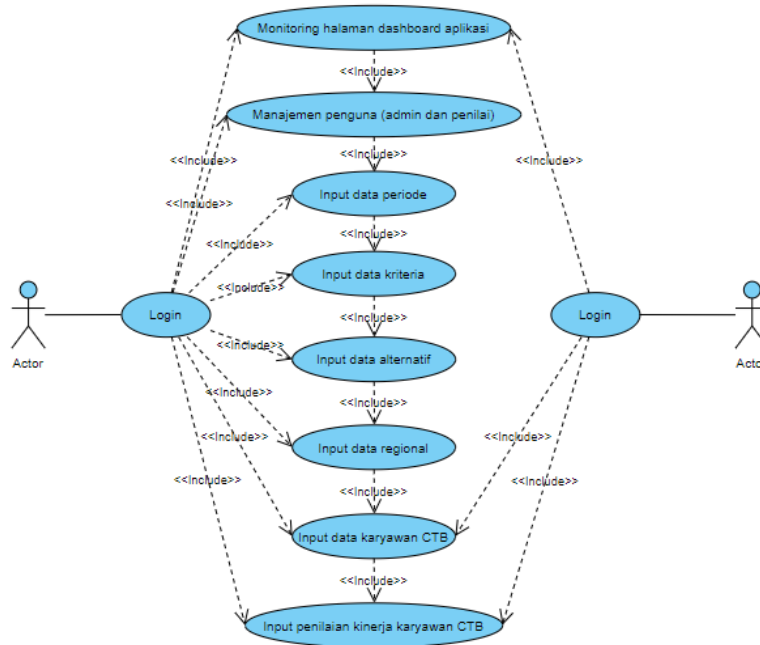 Monitoring halaman dashboard aplikasi
<<Include>>
Manajemen penguna (admin dan penilai)
<<Include>>
<<Include>>
<<Include>>
<<Include>>
Input data periode
<<Include>>
<<Include>>
Input data kriteria
<<Include>>
Login
Login
<<Include>>
<<Include>>
Actor
Actor
Input data alternatif
<<Include>>
<<Include>>
<<Include>>
<<Include>>
Input data regional
<<Include>>
<<Include>>
<<Include>>
Input data karyawan CTB
<<Include>>
Input penilaian kinerja karyawan CTB